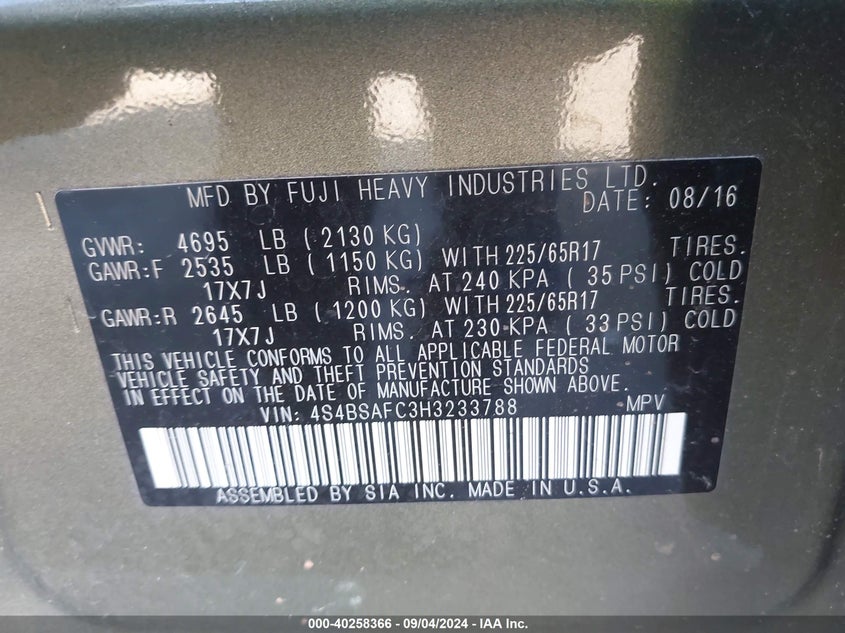 MFD BY FUJI HEAVY INDUSTRIES LTD.
DATE: 08/16
GVWR: 4695 LB ( 2130 KG)
GAWR:F 2535 LB ( 1150 KG) WITH 225/65R17 TIRES.
17X7J RIMS. AT 240 KPA ( 35 PSI) COLD
GAWR:R 2645 LB ( 1200 KG) WITH 225/65R17 TIRES.
17X7J RIMS. AT 230 KPA ( 33 PSI) COLD
THIS VEHICLE CONFORMS TO ALL APPLICABLE FEDERAL MOTOR
VEHICLE SAFETY AND THEFT PREVENTION STANDARDS
IN EFFECT ON THE DATE OF MANUFACTURE SHOWN ABOVE.
VIN: 4S4BSAFC3H3233788 MPV
ASSEMBLED BY SIA INC. MADE IN U.S.A.
000-40258366 - 09/04/2024 - IAA Inc.